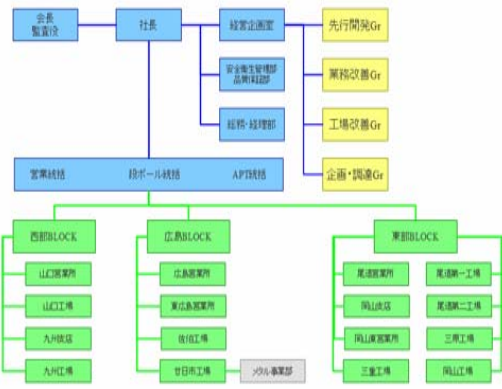 会長
監査役
社長
経営企画室
先行開発Gr
安全衛生管理部
品質保証部
業務改善Gr
総務・経理部
工場改善Gr
企画・調達Gr
営業統括
段ボール統括
APT統括
西部BLOCK
広島BLOCK
東部BLOCK
山口営業所
広島営業所
尾道営業所
尾道第一工場
山口工場
東広島営業所
岡山支店
尾道第二工場
九州支店
佐伯工場
岡山東営業所
三原工場
九州工場
廿日市工場
メタル事業部
三重工場
岡山工場